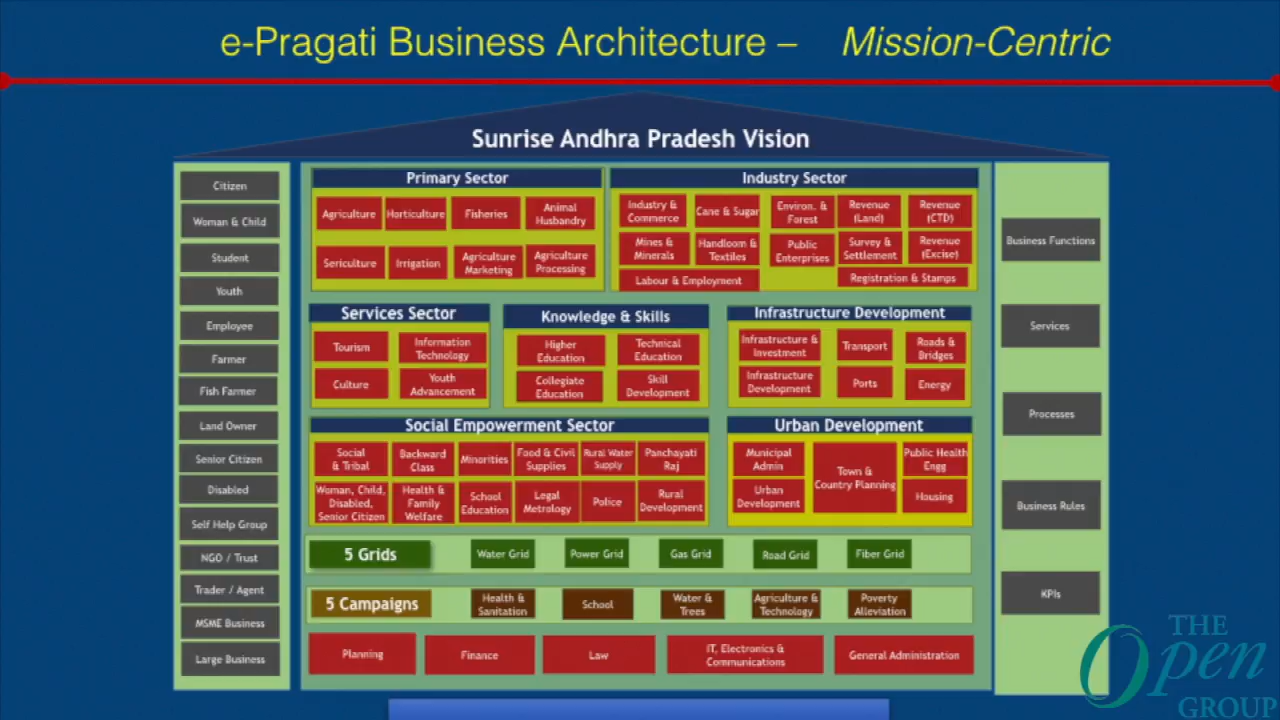 e-Pragati Business Architecture – Mission-Centric
Sunrise Andhra Pradesh Vision
Citizen
Woman & Child
Student
Youth
Employee
Farmer
Fish Farmer
Land Owner
Senior Citizen
Disabled
Self Help Group
NGO / Trust
Trader / Agent
MSME Business
Large Business
Primary Sector
Agriculture
Horticulture
Fisheries
Animal
Husbandry
Sericulture
Irrigation
Agriculture
Marketing
Agriculture
Processing
Industry Sector
Industry &
Commerce
Cane & Sugar
Environ. &
Forest
Revenue
(Land)
Revenue
(CTD)
Mines &
Minerals
Handloom &
Textiles
Public
Enterprises
Survey &
Settlement
Revenue
(Excise)
Labour & Employment
Registration & Stamps
Services Sector
Tourism
Information
Technology
Culture
Youth
Advancement
Knowledge & Skills
Higher
Education
Technical
Education
Collegiate
Education
Skill
Development
Infrastructure Development
Infrastructure &
Investment
Transport
Roads &
Bridges
Infrastructure
Development
Ports
Energy
Social Empowerment Sector
Social
& Tribal
Backward
Class
Minorities
Food & Civil
Supplies
Rural Water
Supply
Panchayati
Raj
Woman, Child,
Disabled,
Senior Citizen
Health &
Family
Welfare
School
Education
Legal
Metrology
Police
Rural
Development
Urban Development
Municipal
Admin
Town &
Country Planning
Public Health
Engg
Urban
Development
Housing
5 Grids
Water Grid
Power Grid
Gas Grid
Road Grid
Fiber Grid
5 Campaigns
Health &
Sanitation
School
Water &
Trees
Agriculture &
Technology
Poverty
Alleviation
Planning
Finance
Law
IT, Electronics &
Communications
General Administration
Business Functions
Services
Processes
Business Rules
KPIs
THE
Open
GROUP